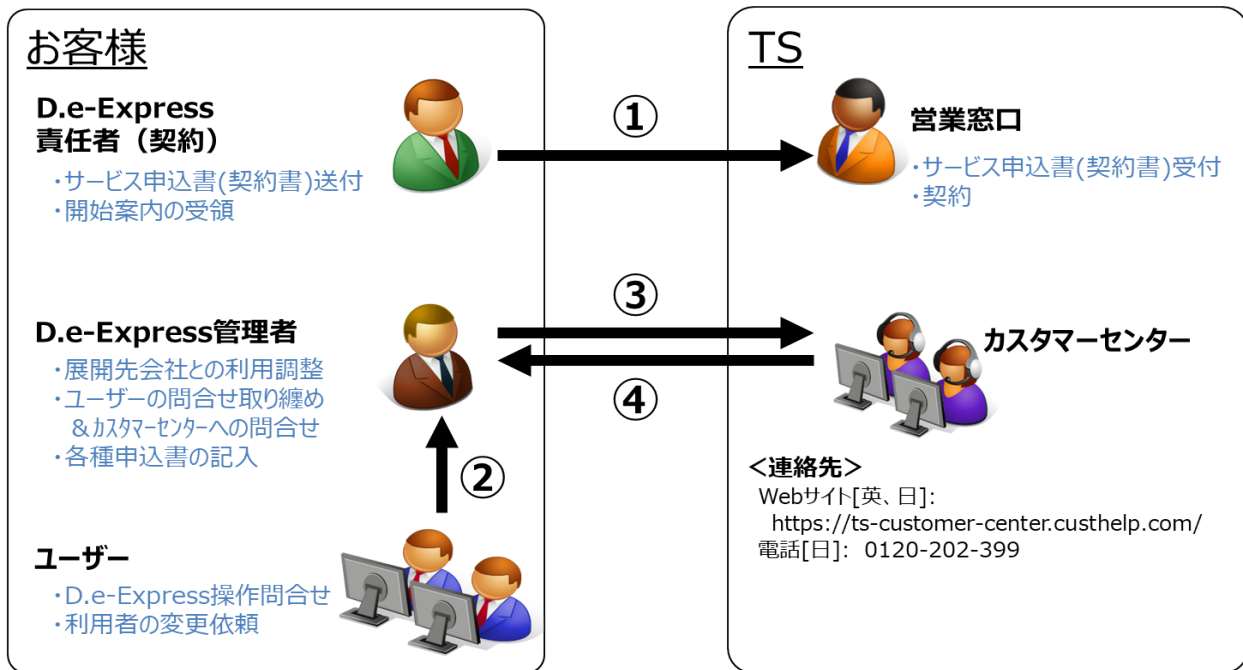 お客様
D.e-Express
責任者（契約）
・サービス申込書(契約書)送付
・開始案内の受領
①
TS
営業窓口
・サービス申込書(契約書)受付
・契約
D.e-Express管理者
・展開先会社との利用調整
・ユーザーの問合せ取り纏め
＆ｶｽﾀﾏｰｾﾝﾀｰへの問合せ
・各種申込書の記入
③
④
カスタマーセンター
②
ユーザー
・D.e-Express操作問合せ
・利用者の変更依頼
＜連絡先＞
Webサイト[英、日]:
https://ts-customer-center.custhelp.com/
電話[日]: 0120-202-399